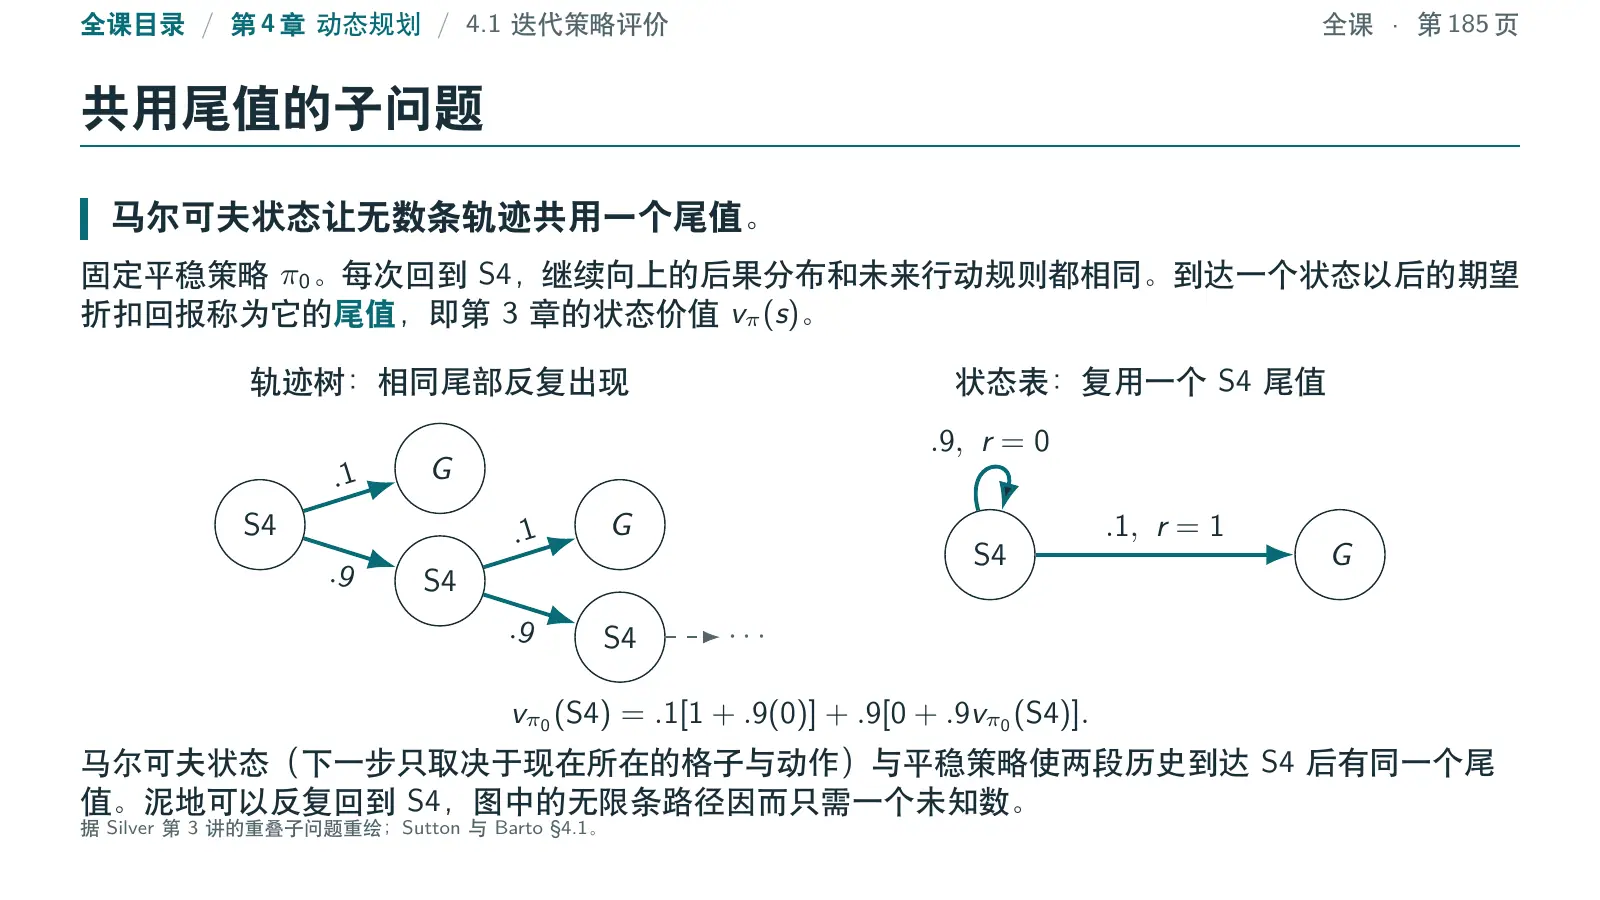 全课目录 / 第 4 章 动态规划 / 4.1 迭代策略评价
全课 · 第 185 页
共用尾值的子问题
马尔可夫状态让无数条轨迹共用一个尾值。
固定平稳策略 π₀。每次回到 S4，继续向上的后果分布和未来行动规则都相同。到达一个状态以后的期望
折扣回报称为它的尾值，即第 3 章的状态价值 vπ(s)。
轨迹树：相同尾部反复出现
S4
.1
G
.9
S4
.1
G
.9
S4
· · ·
状态表：复用一个 S4 尾值
.9, r = 0
S4
.1, r = 1
G
vπ₀(S4) = .1[1 + .9(0)] + .9[0 + .9vπ₀(S4)].
马尔可夫状态（下一步只取决于现在所在的格子与动作）与平稳策略使两段历史到达 S4 后有同一个尾
值。泥地可以反复回到 S4，图中的无限条路径因而只需一个未知数。
据 Silver 第 3 讲的重叠子问题重绘；Sutton 与 Barto §4.1。